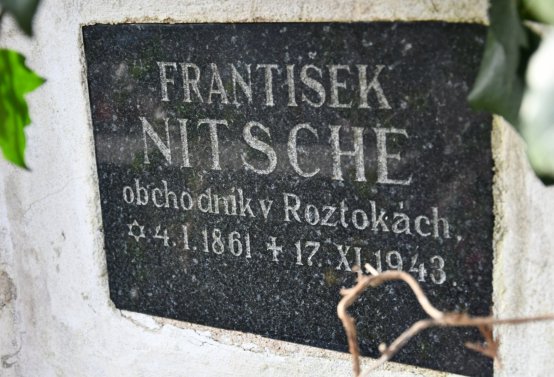 FRANTIŠEK
NITSCHE
obchodník v Roztokách.
✡ 4. I. 1861 ✝ 17. XI. 1943.